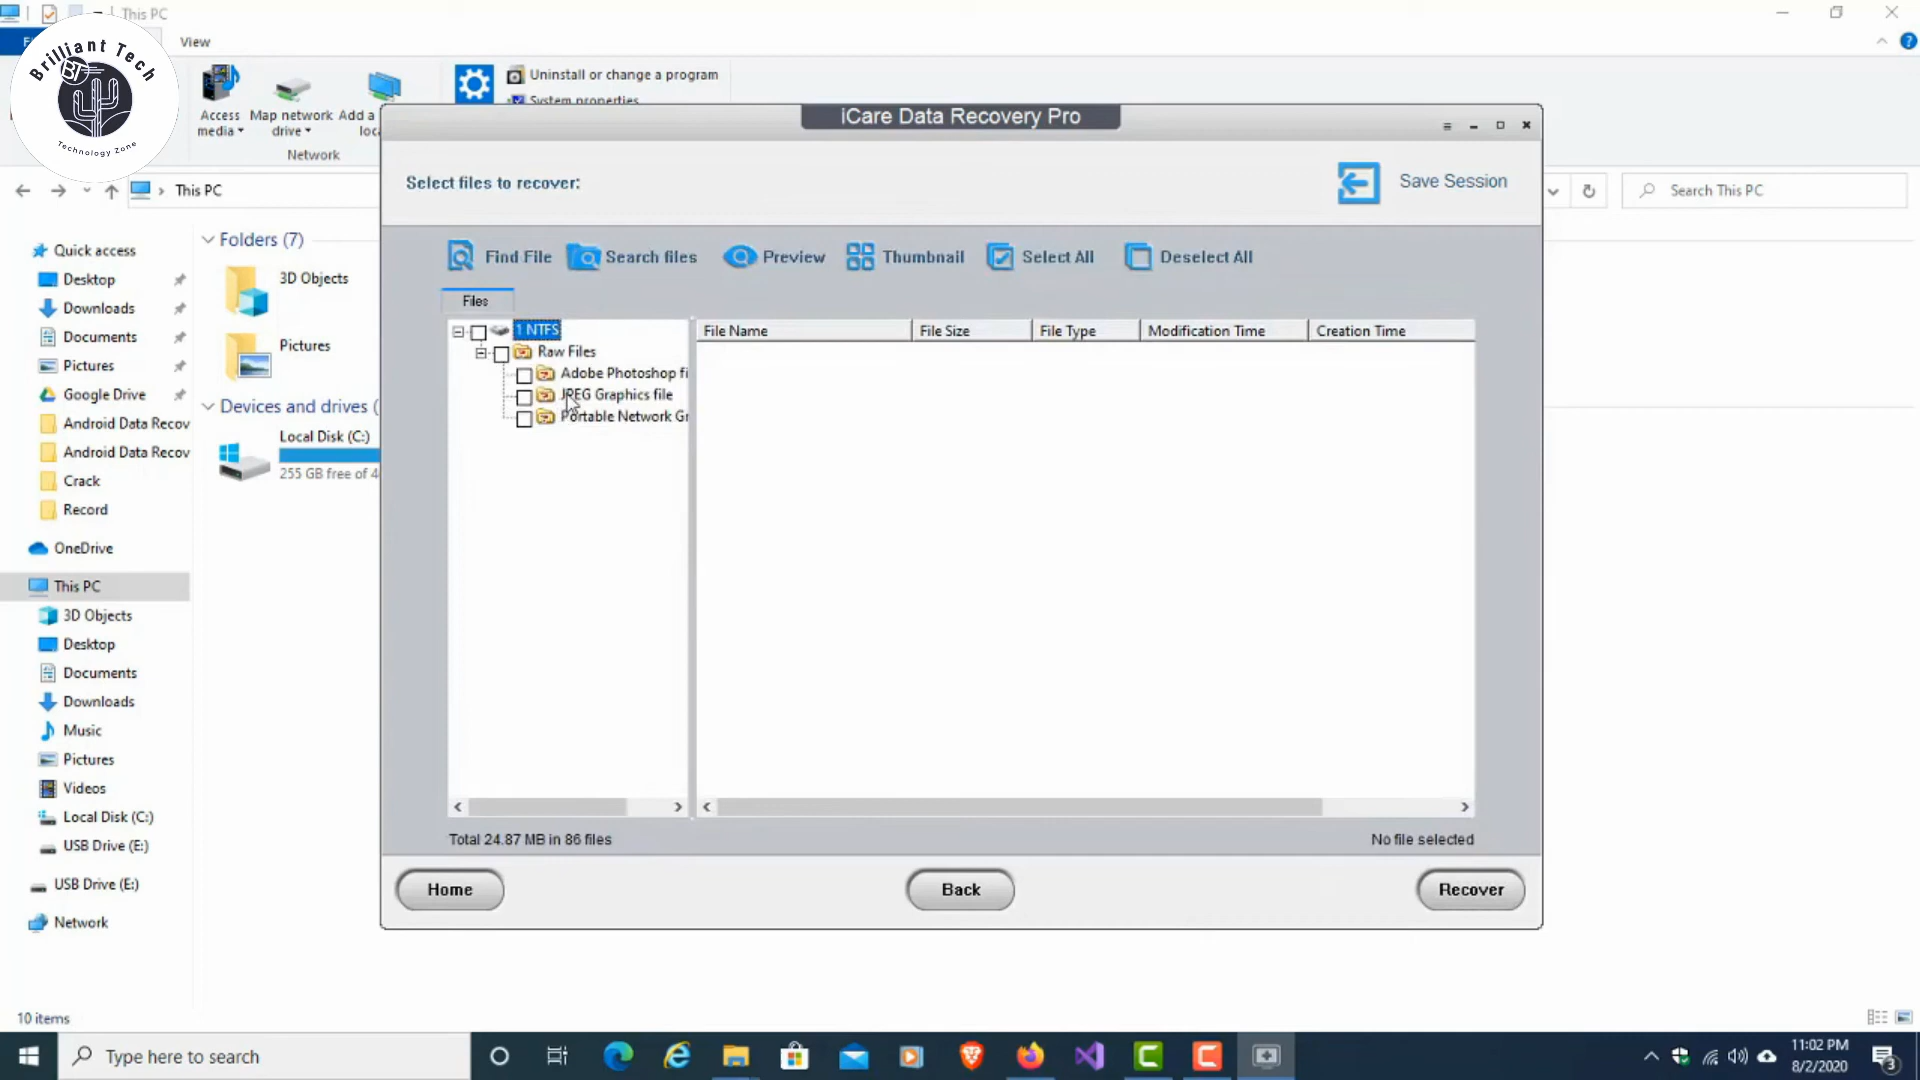 This PC
View
Brilliant Tech
BT
Technology Zone
Access media
Map network drive
Add a
loc
Network
Uninstall or change a program
System properties
This PC
Search This PC
Quick access
Desktop
Downloads
Documents
Pictures
Google Drive
Android Data Recov
Android Data Recov
Crack
Record
OneDrive
This PC
3D Objects
Desktop
Documents
Downloads
Music
Pictures
Videos
Local Disk (C:)
USB Drive (E:)
USB Drive (E:)
Network
10 items
Folders (7)
3D Objects
Pictures
Devices and drives (
Local Disk (C:)
255 GB free of 4
iCare Data Recovery Pro
Select files to recover:
Save Session
Find File
Search files
Preview
Thumbnail
Select All
Deselect All
Files
1 NTFS
Raw Files
Adobe Photoshop fi
JPEG Graphics file
Portable Network Gr
File Name
File Size
File Type
Modification Time
Creation Time
Total 24.87 MB in 86 files
No file selected
Home
Back
Recover
Type here to search
11:02 PM
8/2/2020
3